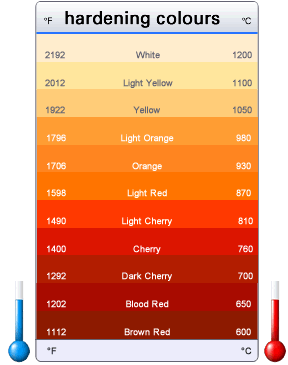 °F hardening colours °C
2192 White 1200
2012 Light Yellow 1100
1922 Yellow 1050
1796 Light Orange 980
1706 Orange 930
1598 Light Red 870
1490 Light Cherry 810
1400 Cherry 760
1292 Dark Cherry 700
1202 Blood Red 650
1112 Brown Red 600
°F °C